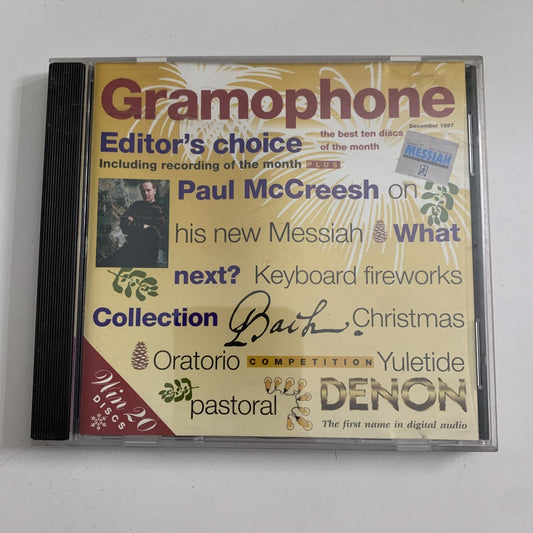 Gramophone
December 1997
Editor's choice
the best ten discs
of the month
Including recording of the month PLUS
MESSIAH
Paul McCreesh on
his new Messiah What
next? Keyboard fireworks
Collection Bach. Christmas
Oratorio COMPETITION Yuletide
pastoral DENON
The first name in digital audio
Win 20
DISCS